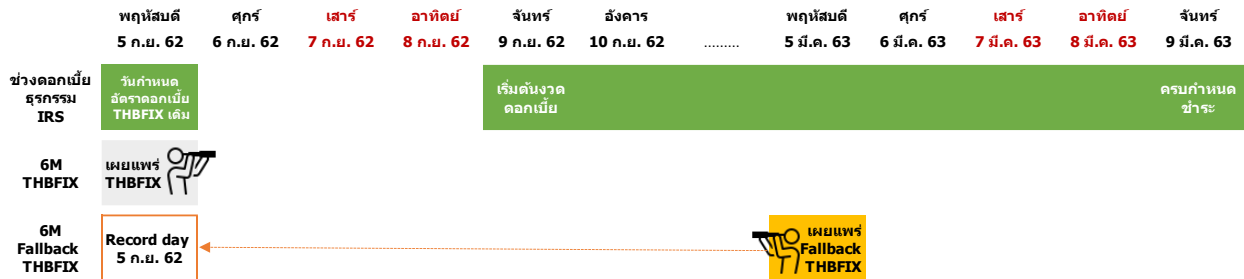 พฤหัสบดี ศุกร์ เสาร์ อาทิตย์ จันทร์ อังคาร พฤหัสบดี ศุกร์ เสาร์ อาทิตย์ จันทร์
5 ก.ย. 62 6 ก.ย. 62 7 ก.ย. 62 8 ก.ย. 62 9 ก.ย. 62 10 ก.ย. 62 ......... 5 มี.ค. 63 6 มี.ค. 63 7 มี.ค. 63 8 มี.ค. 63 9 มี.ค. 63
ช่วงดอกเบี้ย
ธุรกรรม
IRS
วันกำหนด
อัตราดอกเบี้ย
THBFIX เดิม
เริ่มต้นงวด
ดอกเบี้ย
ครบกำหนด
ชำระ
6M
THBFIX
เผยแพร่
THBFIX
6M
Fallback
THBFIX
Record day
5 ก.ย. 62
เผยแพร่
Fallback
THBFIX